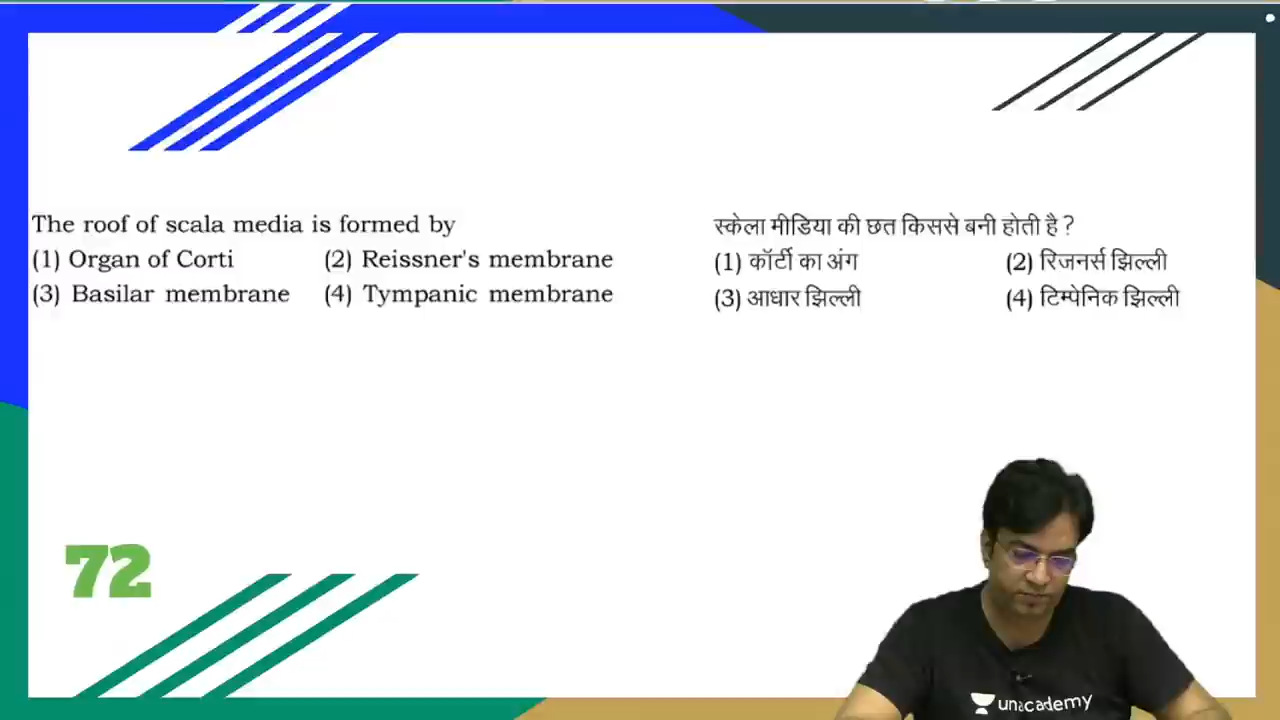 The roof of scala media is formed by
(1) Organ of Corti (2) Reissner's membrane
(3) Basilar membrane (4) Tympanic membrane
स्केला मीडिया की छत किससे बनी होती है ?
(1) कॉर्टी का अंग (2) रिजनर्स झिल्ली
(3) आधार झिल्ली (4) टिम्पेनिक झिल्ली
72
unacademy